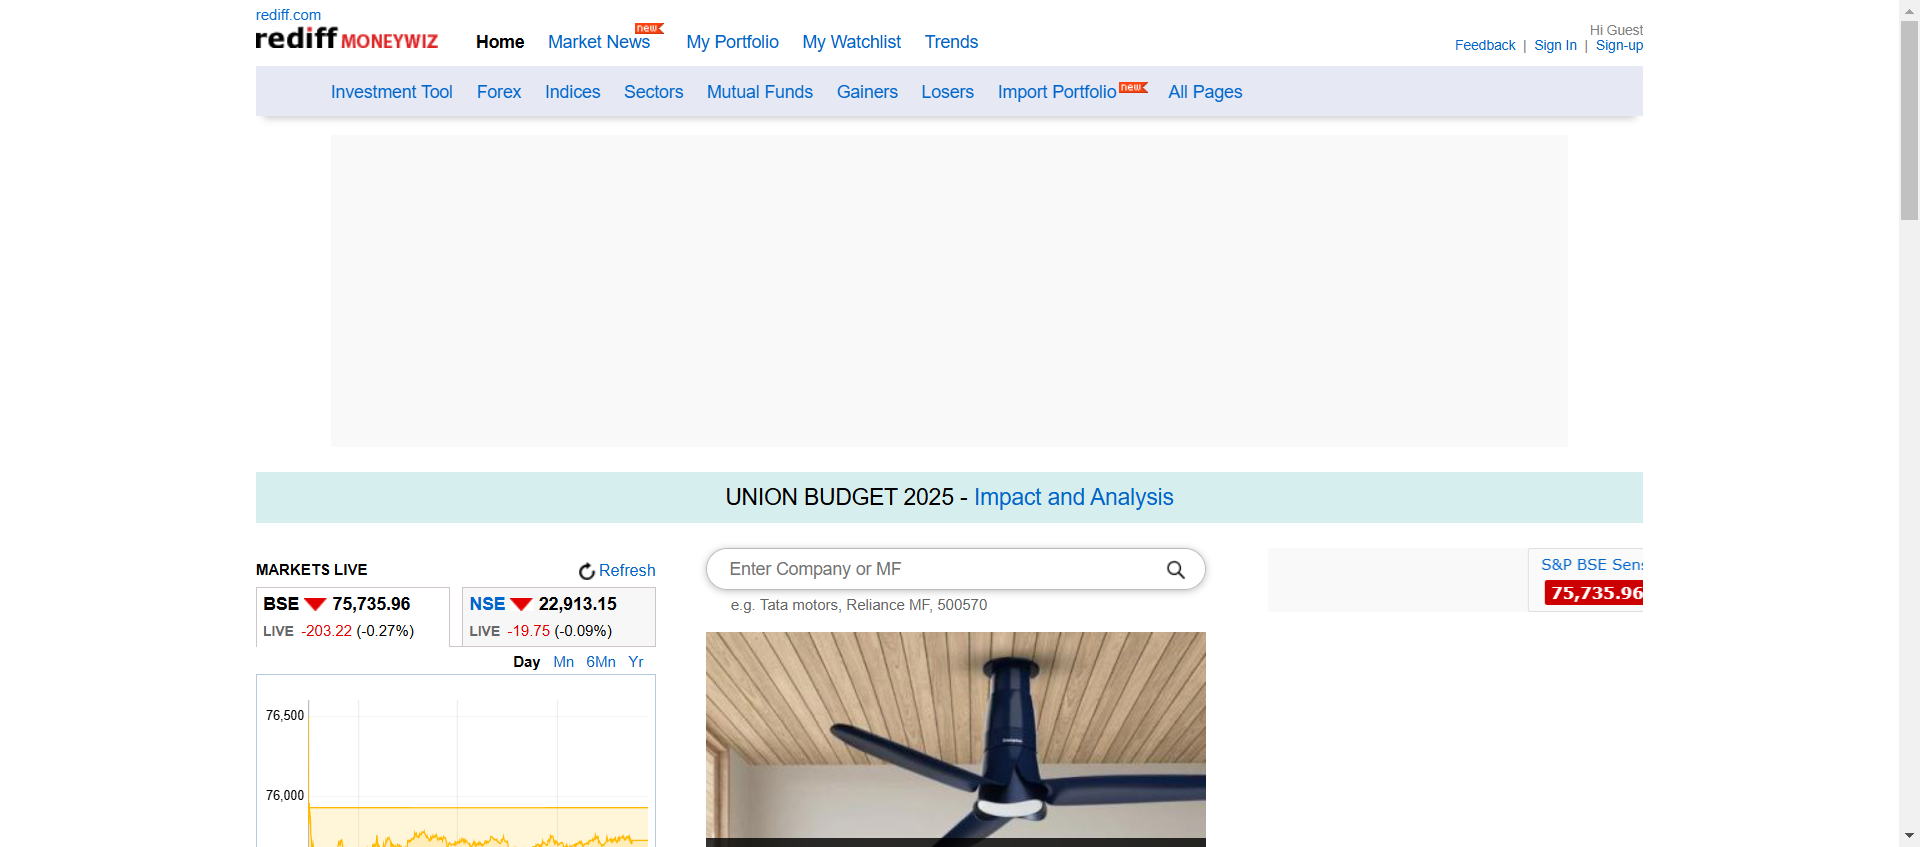 rediff.com
rediff MONEYWIZ
Home Market News new My Portfolio My Watchlist Trends
Hi Guest
Feedback | Sign In | Sign-up
Investment Tool Forex Indices Sectors Mutual Funds Gainers Losers Import Portfolio new All Pages
UNION BUDGET 2025 - Impact and Analysis
MARKETS LIVE Refresh
BSE 75,735.96
LIVE -203.22 (-0.27%)
NSE 22,913.15
LIVE -19.75 (-0.09%)
Day Mn 6Mn Yr
76,500
76,000
Enter Company or MF
e.g. Tata motors, Reliance MF, 500570
S&P BSE Sens
75,735.96